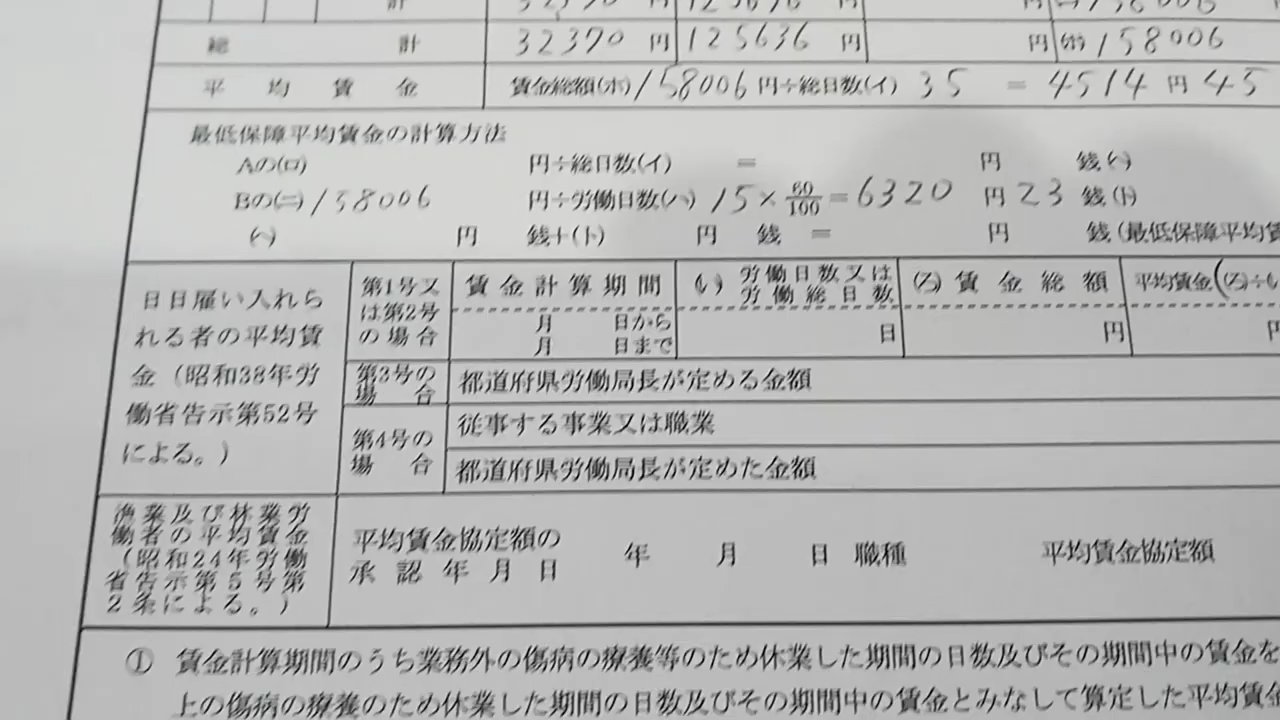 計 32370 円 125636 円 円 158006
総 計 32370 円 125636 円 円 (ホ) 158006
平 均 賃 金 賃金総額(ホ) 158006 円÷総日数(イ) 35 = 4514 円 45
最低保障平均賃金の計算方法
Aの(ロ) 円÷総日数(イ) = 円 銭(ヘ)
Bの(ニ) 158006 円÷労働日数(ハ) 15 × 60/100 = 6320 円 23 銭(ト)
(ヘ) 円 銭+(ト) 円 銭 = 円 銭(最低保障平均賃
日日雇い入れら
れる者の平均賃
金(昭和38年労
働省告示第52号
による。)
第1号又
は第2号
の場合
賃金計算期間
月 日から
月 日まで
(い) 労働日数又は
労働総日数
日
(ろ) 賃金総額
円
平均賃金((ろ)÷(い
円
第3号の
場 合
都道府県労働局長が定める金額
第4号の
場 合
従事する事業又は職業
都道府県労働局長が定めた金額
漁業及び林業労
働者の平均賃金
(昭和24年労働
省告示第5号第
2条による。)
平均賃金協定額の
承認年月日
年 月 日 職種 平均賃金協定額
① 賃金計算期間のうち業務外の傷病の療養等のため休業した期間の日数及びその期間中の賃金を
上の傷病の療養のため休業した期間の日数及びその期間中の賃金とみなして算定した平均賃金